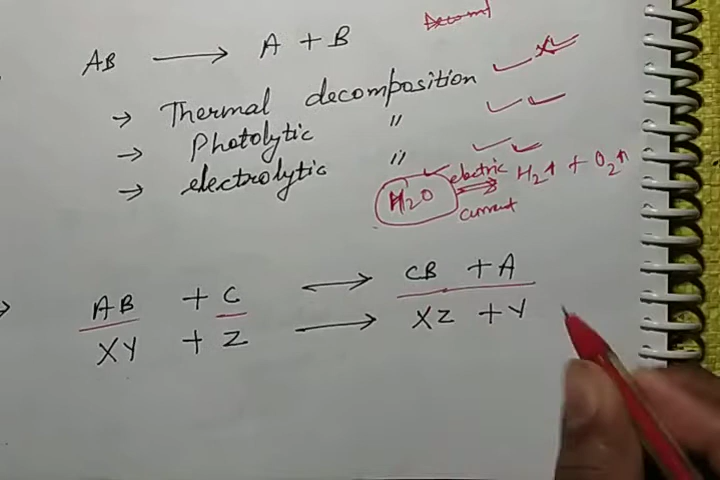 AB ⟶ A + B
→ Thermal decomposition
→ Photolytic "
→ electrolytic "
H2O electric current ⇌ H2↑ + O2↑
AB + C ⟶ CB + A
XY + Z ⟶ XZ + Y